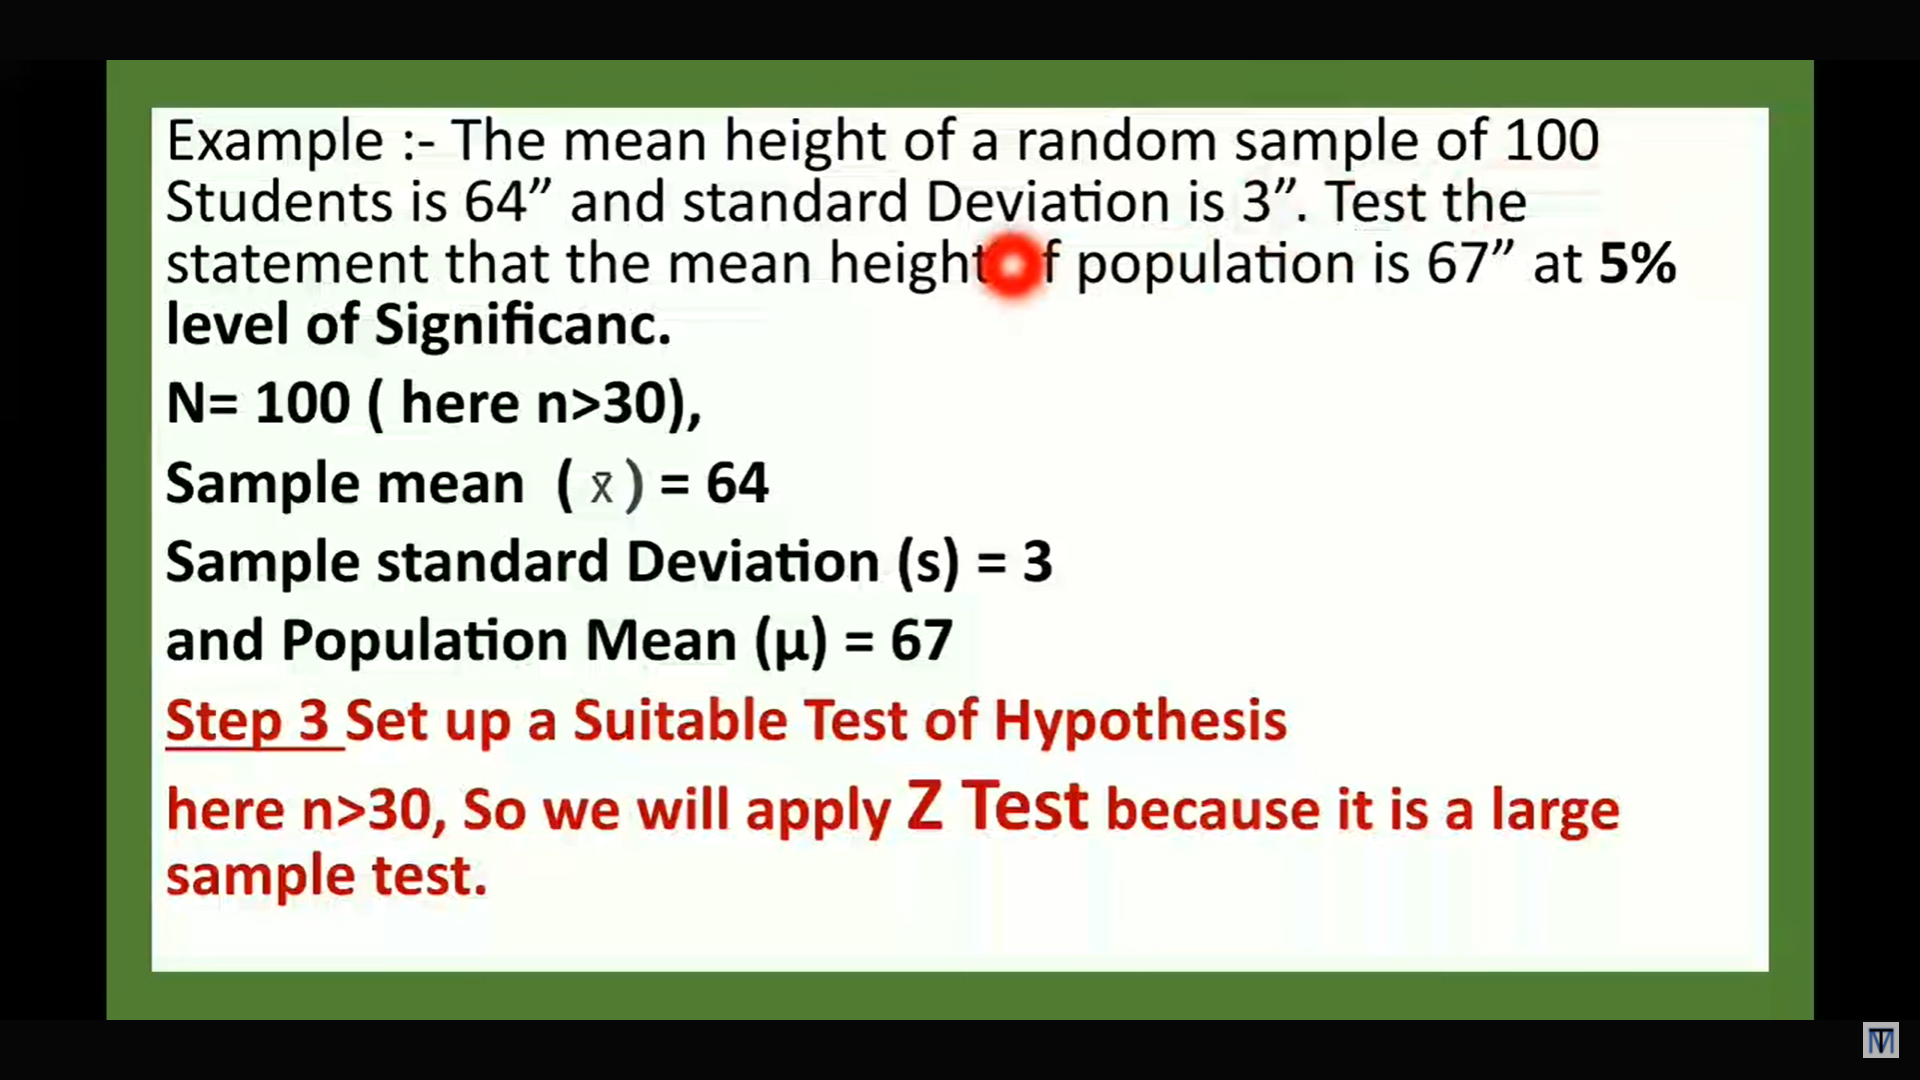 Example :- The mean height of a random sample of 100
Students is 64” and standard Deviation is 3”. Test the
statement that the mean height of population is 67” at 5%
level of Significanc.
N= 100 ( here n>30),
Sample mean ( x̄ ) = 64
Sample standard Deviation (s) = 3
and Population Mean (μ) = 67
Step 3 Set up a Suitable Test of Hypothesis
here n>30, So we will apply Z Test because it is a large
sample test.